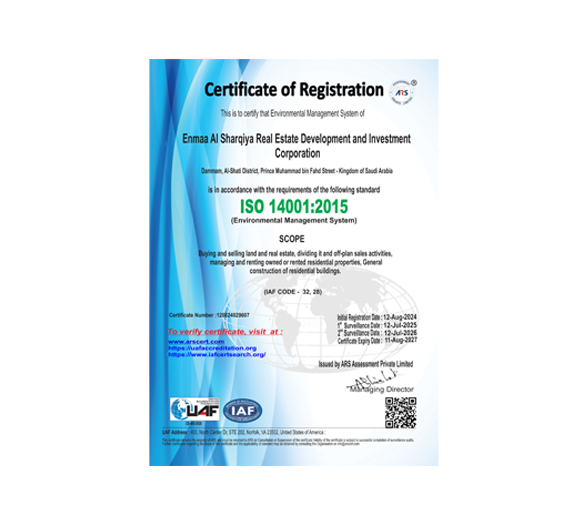 Certificate of Registration
ARS
This is to certify that Environmental Management System of
Enmaa Al Sharqiya Real Estate Development and Investment
Corporation
Dammam, Al-Shati District, Prince Muhammad bin Fahd Street - Kingdom of Saudi Arabia
is in accordance with the requirements of the following standard
ISO 14001:2015
(Environmental Management System)
SCOPE
Buying and selling land and real estate, dividing it and off-plan sales activities,
managing and renting owned or rented residential properties, General
construction of residential buildings.
(IAF CODE - 32, 28)
Certificate Number :120824029607
Initial Registration Date : 12-Aug-2024
1st Surveillance Date : 12-Jul-2025
2nd Surveillance Date : 12-Jul-2026
Certificate Expiry Date : 11-Aug-2027
To verify certificate, visit at :
www.arscert.com
https://uafaccreditation.org
https://www.iafcertsearch.org/
Issued by ARS Assessment Private Limited
Managing Director
UAF
IAF
UAF Address : 400, North Center Dr, STE 202, Norfolk, VA 23502, United States of America